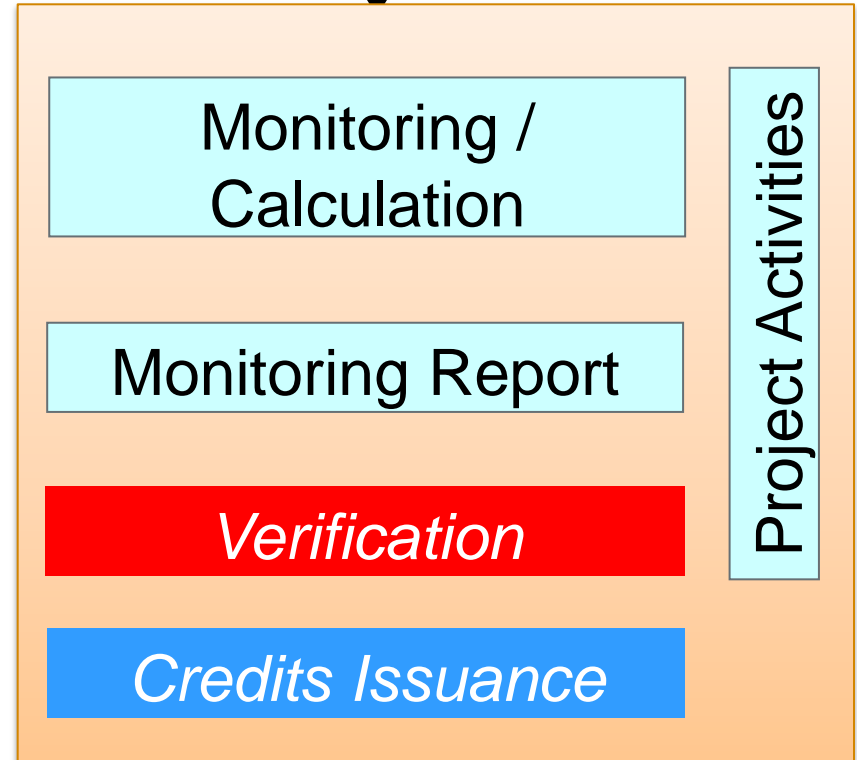 Monitoring /
Calculation
Monitoring Report
Verification
Credits Issuance
Project Activities